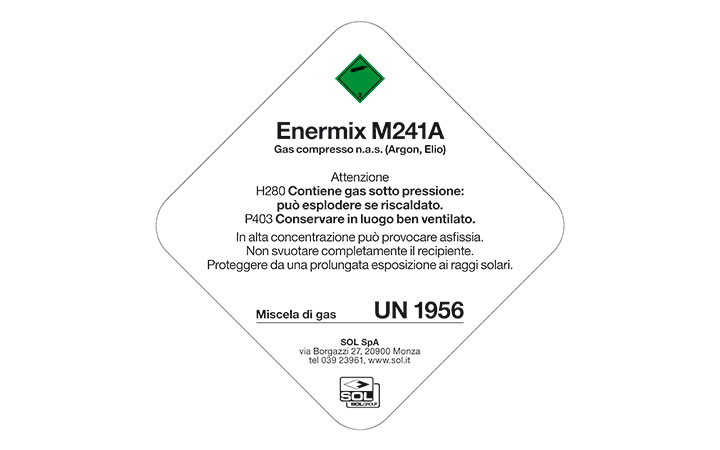 2
Enermix M241A
Gas compresso n.a.s. (Argon, Elio)
Attenzione
H280 Contiene gas sotto pressione:
può esplodere se riscaldato.
P403 Conservare in luogo ben ventilato.
In alta concentrazione può provocare asfissia.
Non svuotare completamente il recipiente.
Proteggere da una prolungata esposizione ai raggi solari.
Miscela di gas UN 1956
SOL SpA
via Borgazzi 27, 20900 Monza
tel 039 23961, www.sol.it
SOL
SOLGROUP